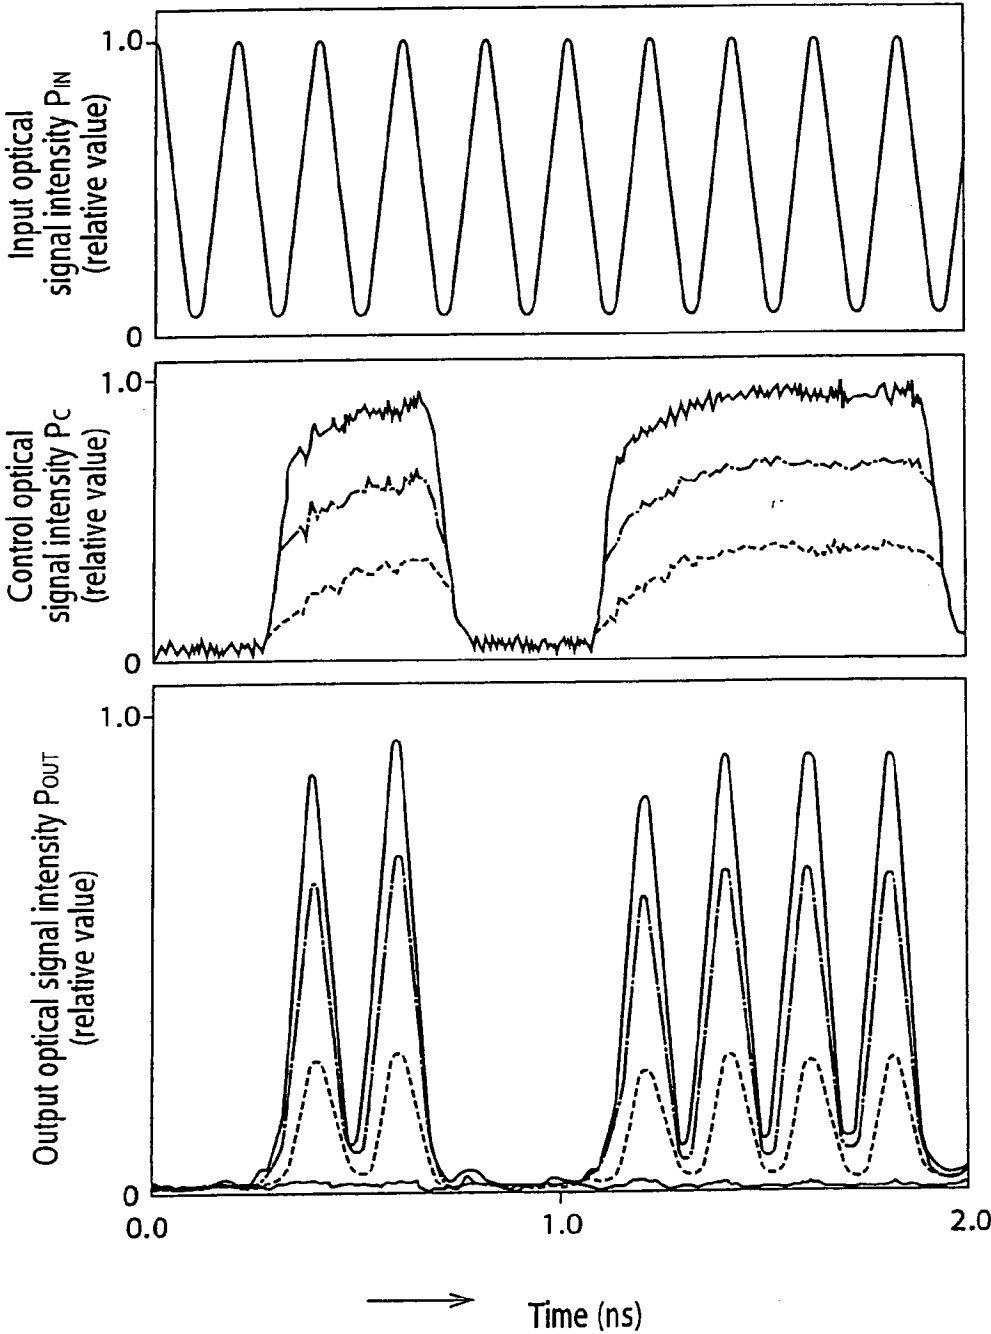 Input optical
signal intensity PIN
(relative value)
1.0
0
Control optical
signal intensity PC
(relative value)
1.0
0
Output optical signal intensity POUT
(relative value)
1.0
0
0.0
1.0
2.0
Time (ns)